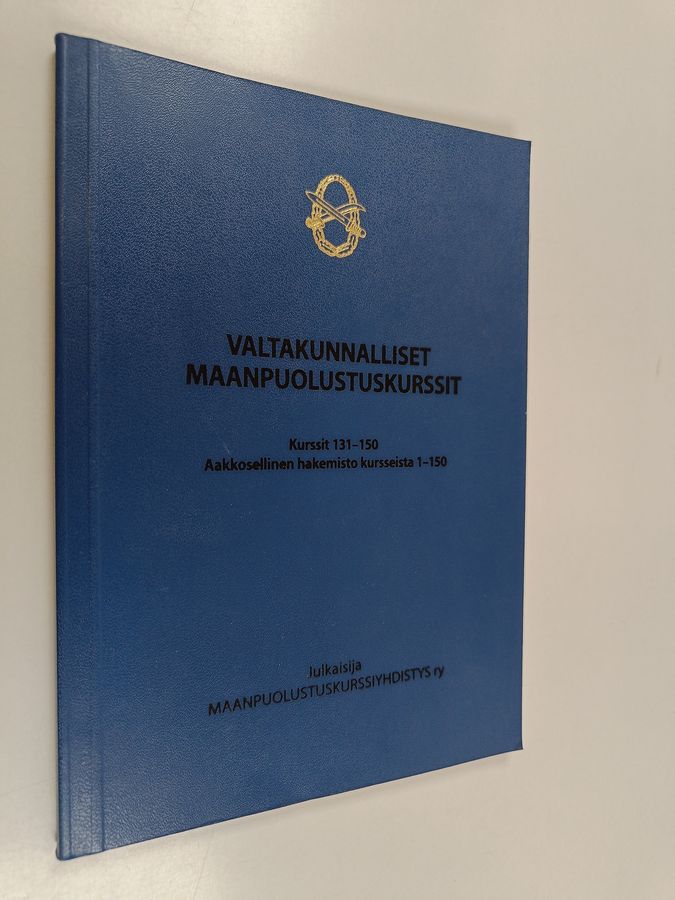 VALTAKUNNALLISET
MAANPUOLUSTUSKURSSIT
Kurssit 131–150
Aakkosellinen hakemisto kursseista 1–150
Julkaisija
MAANPUOLUSTUSKURSSIYHDISTYS ry